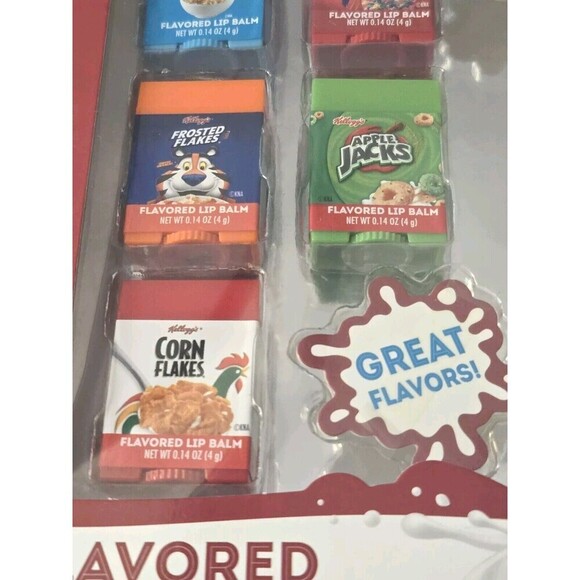 FLAVORED LIP BALM
NET WT 0.14 OZ (4 g)
FLAVORED LIP BALM
NET WT 0.14 OZ (4 g)
Kellogg's
FROSTED
FLAKES
FLAVORED LIP BALM
NET WT 0.14 OZ (4 g)
Kellogg's
APPLE
JACKS
FLAVORED LIP BALM
NET WT 0.14 OZ (4 g)
Kellogg's
CORN
FLAKES
FLAVORED LIP BALM
NET WT 0.14 OZ (4 g)
GREAT
FLAVORS!
AVORED